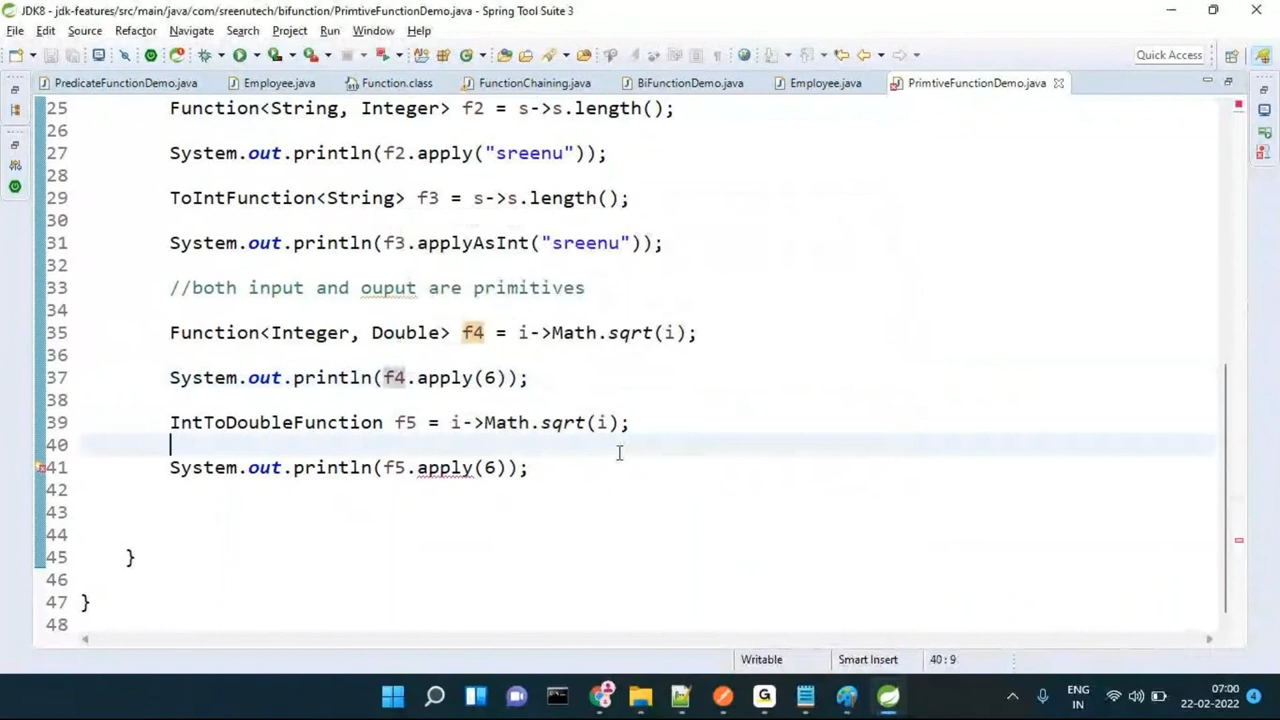 JDK8 - jdk-features/src/main/java/com/sreenutech/bifunction/PrimtiveFunctionDemo.java - Spring Tool Suite 3
File Edit Source Refactor Navigate Search Project Run Window Help
Quick Access
PredicateFunctionDemo.java Employee.java Function.class FunctionChaining.java BiFunctionDemo.java Employee.java PrimtiveFunctionDemo.java
25 Function<String, Integer> f2 = s->s.length();
26
27 System.out.println(f2.apply("sreenu"));
28
29 ToIntFunction<String> f3 = s->s.length();
30
31 System.out.println(f3.applyAsInt("sreenu"));
32
33 //both input and ouput are primitives
34
35 Function<Integer, Double> f4 = i->Math.sqrt(i);
36
37 System.out.println(f4.apply(6));
38
39 IntToDoubleFunction f5 = i->Math.sqrt(i);
40
41 System.out.println(f5.apply(6));
42
43
44
45 }
46
47 }
48
Writable Smart Insert 40 : 9
ENG IN 07:00 22-02-2022 4